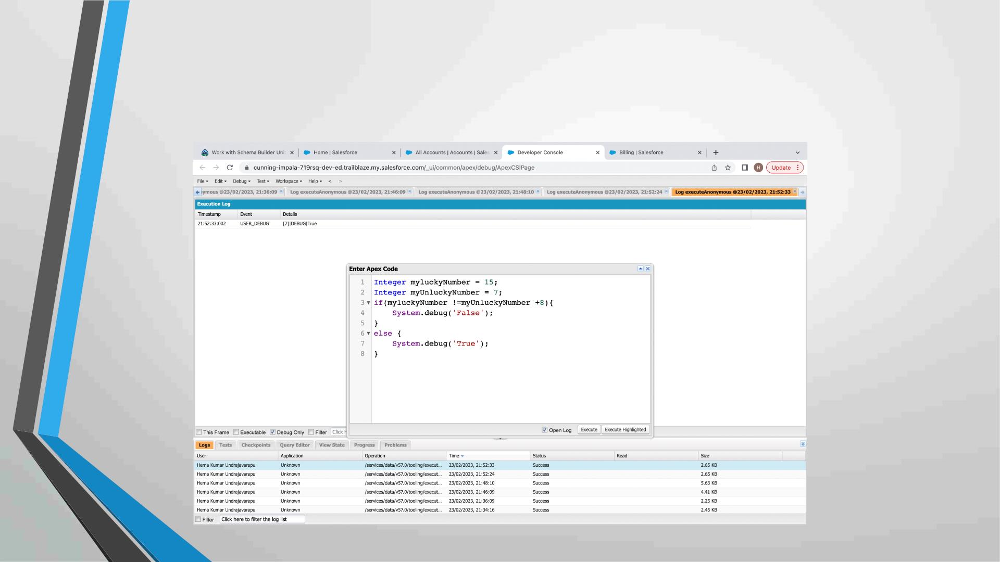 Work with Schema Builder Unit
Home | Salesforce
All Accounts | Accounts | Sales
Developer Console
Billing | Salesforce
cunning-impala-719rsq-dev-ed.trailblaze.my.salesforce.com/_ui/common/apex/debug/ApexCSIPage
H
Update
File Edit Debug Test Workspace Help < >
ymous @23/02/2023, 21:36:09
Log executeAnonymous @23/02/2023, 21:46:09
Log executeAnonymous @23/02/2023, 21:48:10
Log executeAnonymous @23/02/2023, 21:52:24
Log executeAnonymous @23/02/2023, 21:52:33
Execution Log
Timestamp Event Details
21:52:33:002 USER_DEBUG [7]|DEBUG|True
Enter Apex Code
1 Integer myluckyNumber = 15;
2 Integer myUnluckyNumber = 7;
3 if(myluckyNumber !=myUnluckyNumber +8){
4 System.debug('False');
5 }
6 else {
7 System.debug('True');
8 }
Open Log Execute Execute Highlighted
This Frame Executable Debug Only Filter Click h
Logs Tests Checkpoints Query Editor View State Progress Problems
User Application Operation Time Status Read Size
Hema Kumar Undrajavarapu Unknown /services/data/v57.0/tooling/execut... 23/02/2023, 21:52:33 Success 2.65 KB
Hema Kumar Undrajavarapu Unknown /services/data/v57.0/tooling/execut... 23/02/2023, 21:52:24 Success 2.65 KB
Hema Kumar Undrajavarapu Unknown /services/data/v57.0/tooling/execut... 23/02/2023, 21:48:10 Success 5.63 KB
Hema Kumar Undrajavarapu Unknown /services/data/v57.0/tooling/execut... 23/02/2023, 21:46:09 Success 4.41 KB
Hema Kumar Undrajavarapu Unknown /services/data/v57.0/tooling/execut... 23/02/2023, 21:36:09 Success 2.25 KB
Hema Kumar Undrajavarapu Unknown /services/data/v57.0/tooling/execut... 23/02/2023, 21:34:16 Success 2.45 KB
Filter Click here to filter the log list